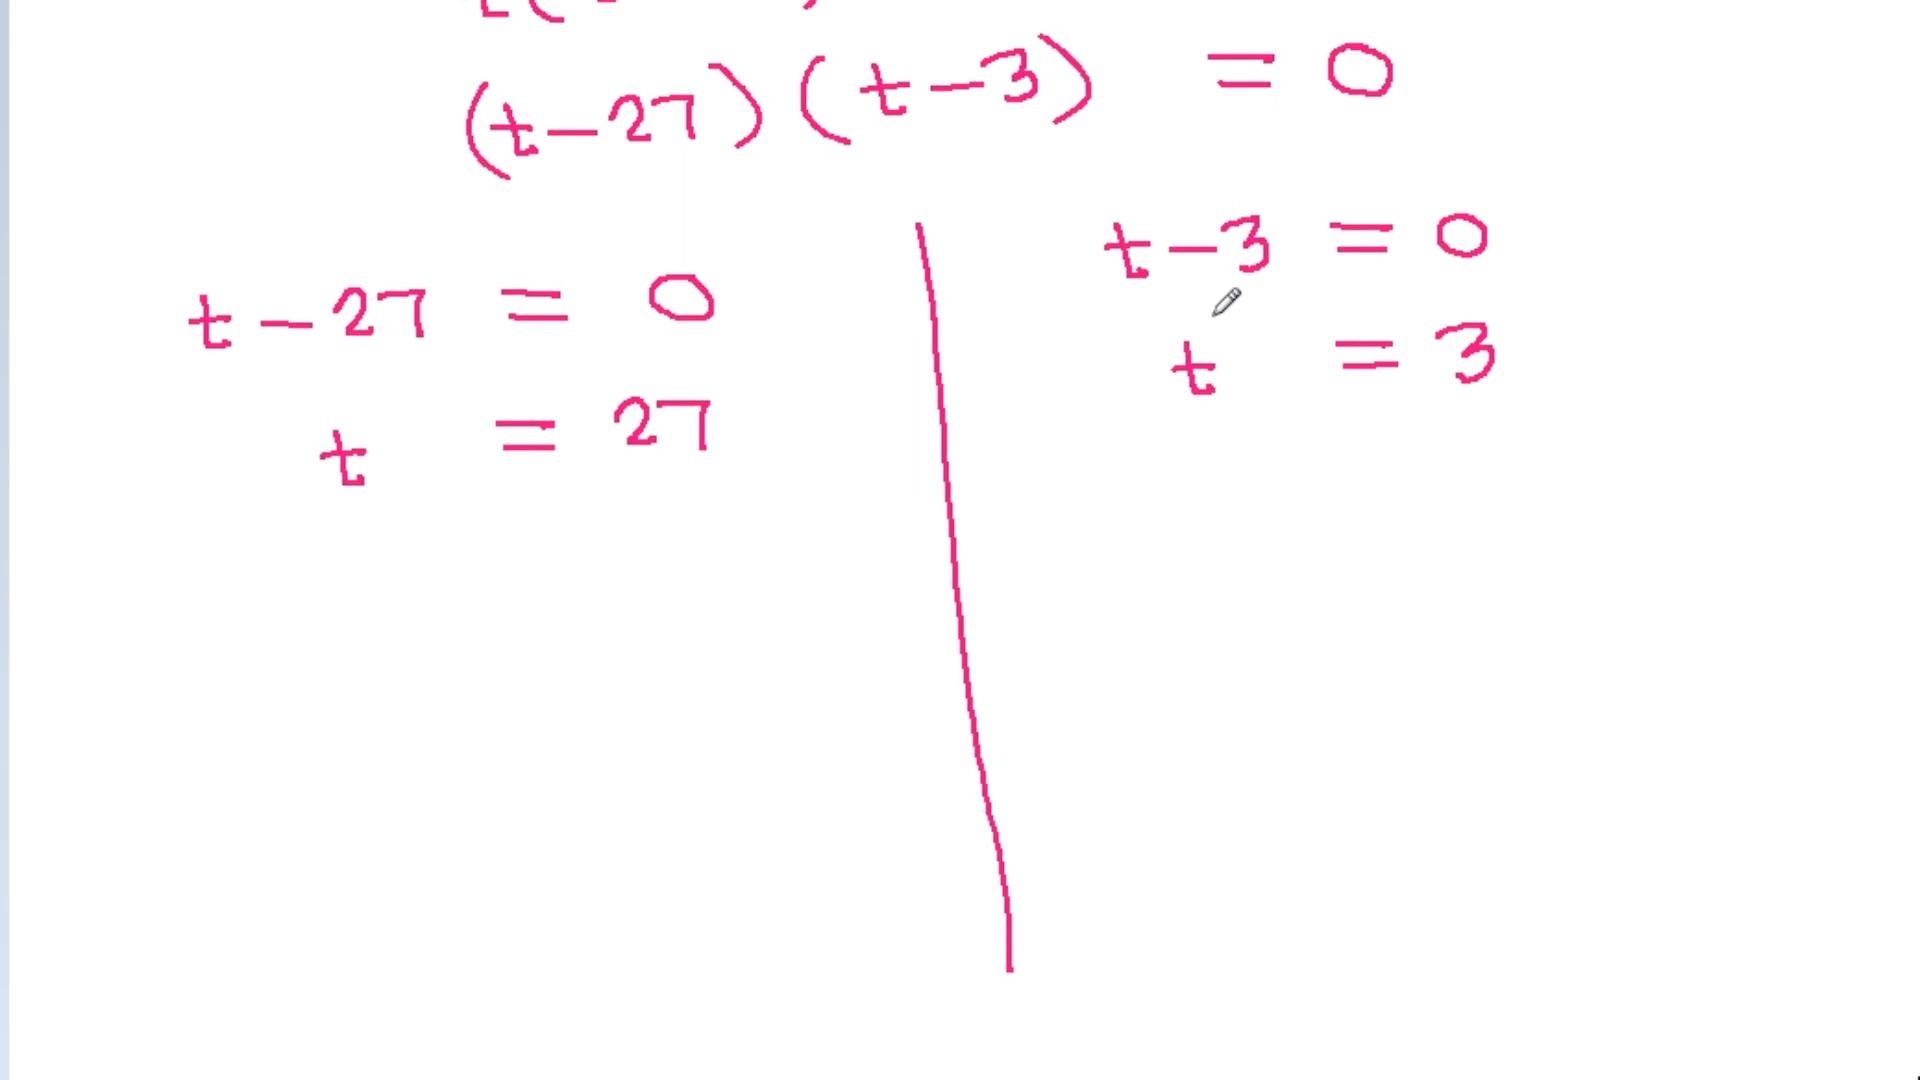 (t-27)(t-3) = 0
t-27 = 0
t = 27
t-3 = 0
t = 3